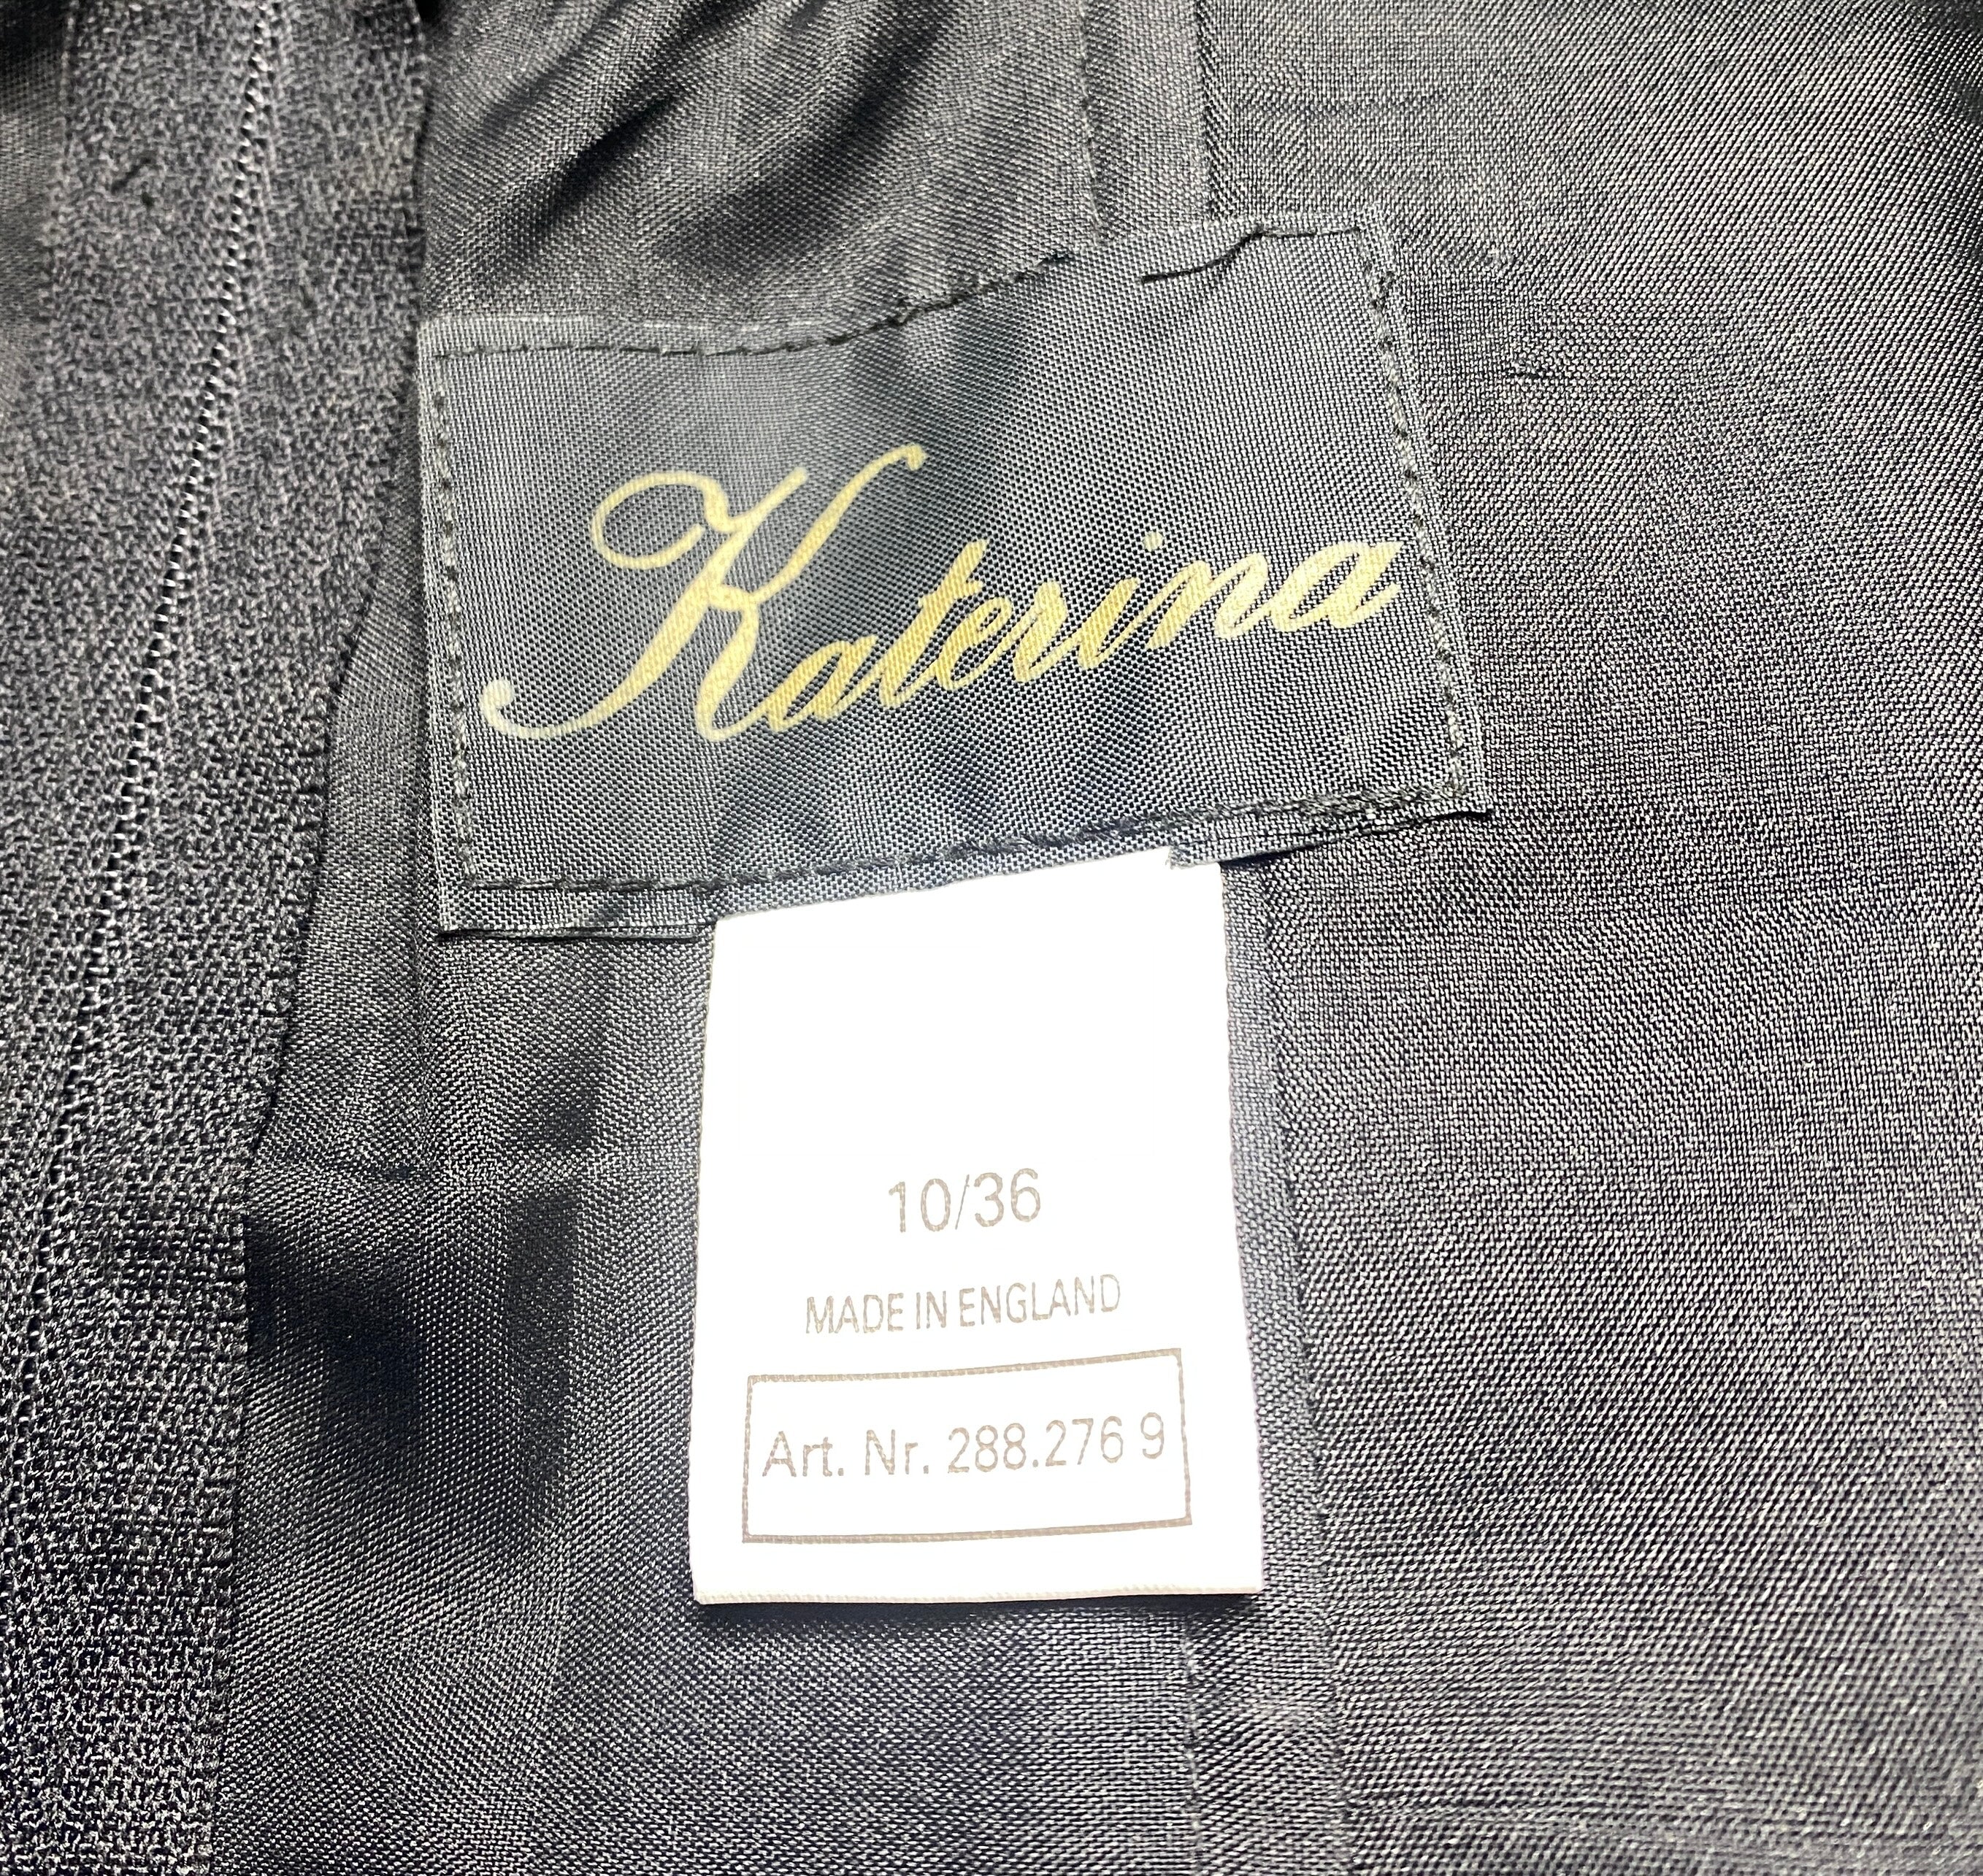 Katerina
10/36
MADE IN ENGLAND
Art. Nr. 288.276 9